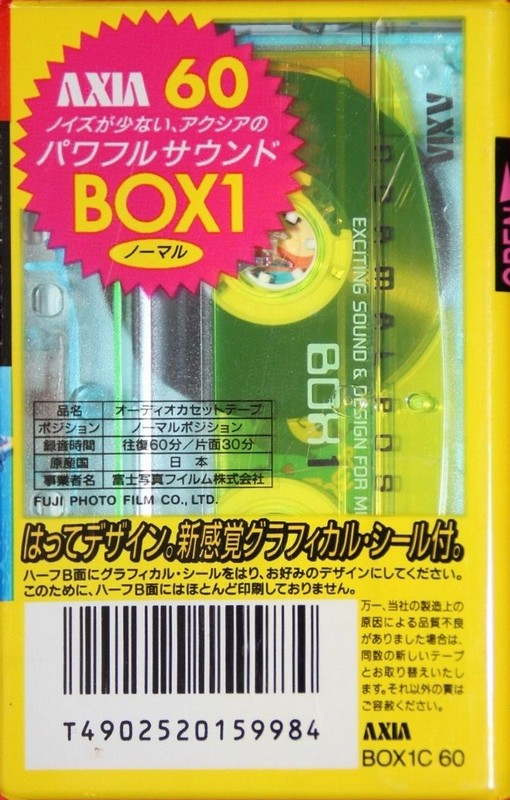 AXIA 60
ノイズが少ない、アクシアの
パワフルサウンド
BOX1
ノーマル
AXIA
EXCITING SOUND & DESIGN FOR MU
BOX 1
品名 オーディオカセットテープ
ポジション ノーマルポジション
録音時間 往復60分/片面30分
原産国 日本
事業者名 富士写真フイルム株式会社
FUJI PHOTO FILM CO., LTD.
はってデザイン。新感覚グラフィカル・シール付。
ハーフB面にグラフィカル・シールをはり、お好みのデザインにしてください。
このために、ハーフB面にはほとんど印刷しておりません。
万一、当社の製造上の
原因による品質不良
がありました場合は、
同数の新しいテープ
とお取り替えいたし
ます。それ以外の責は
ご容赦ください。
T4902520159984
AXIA
BOX1C 60